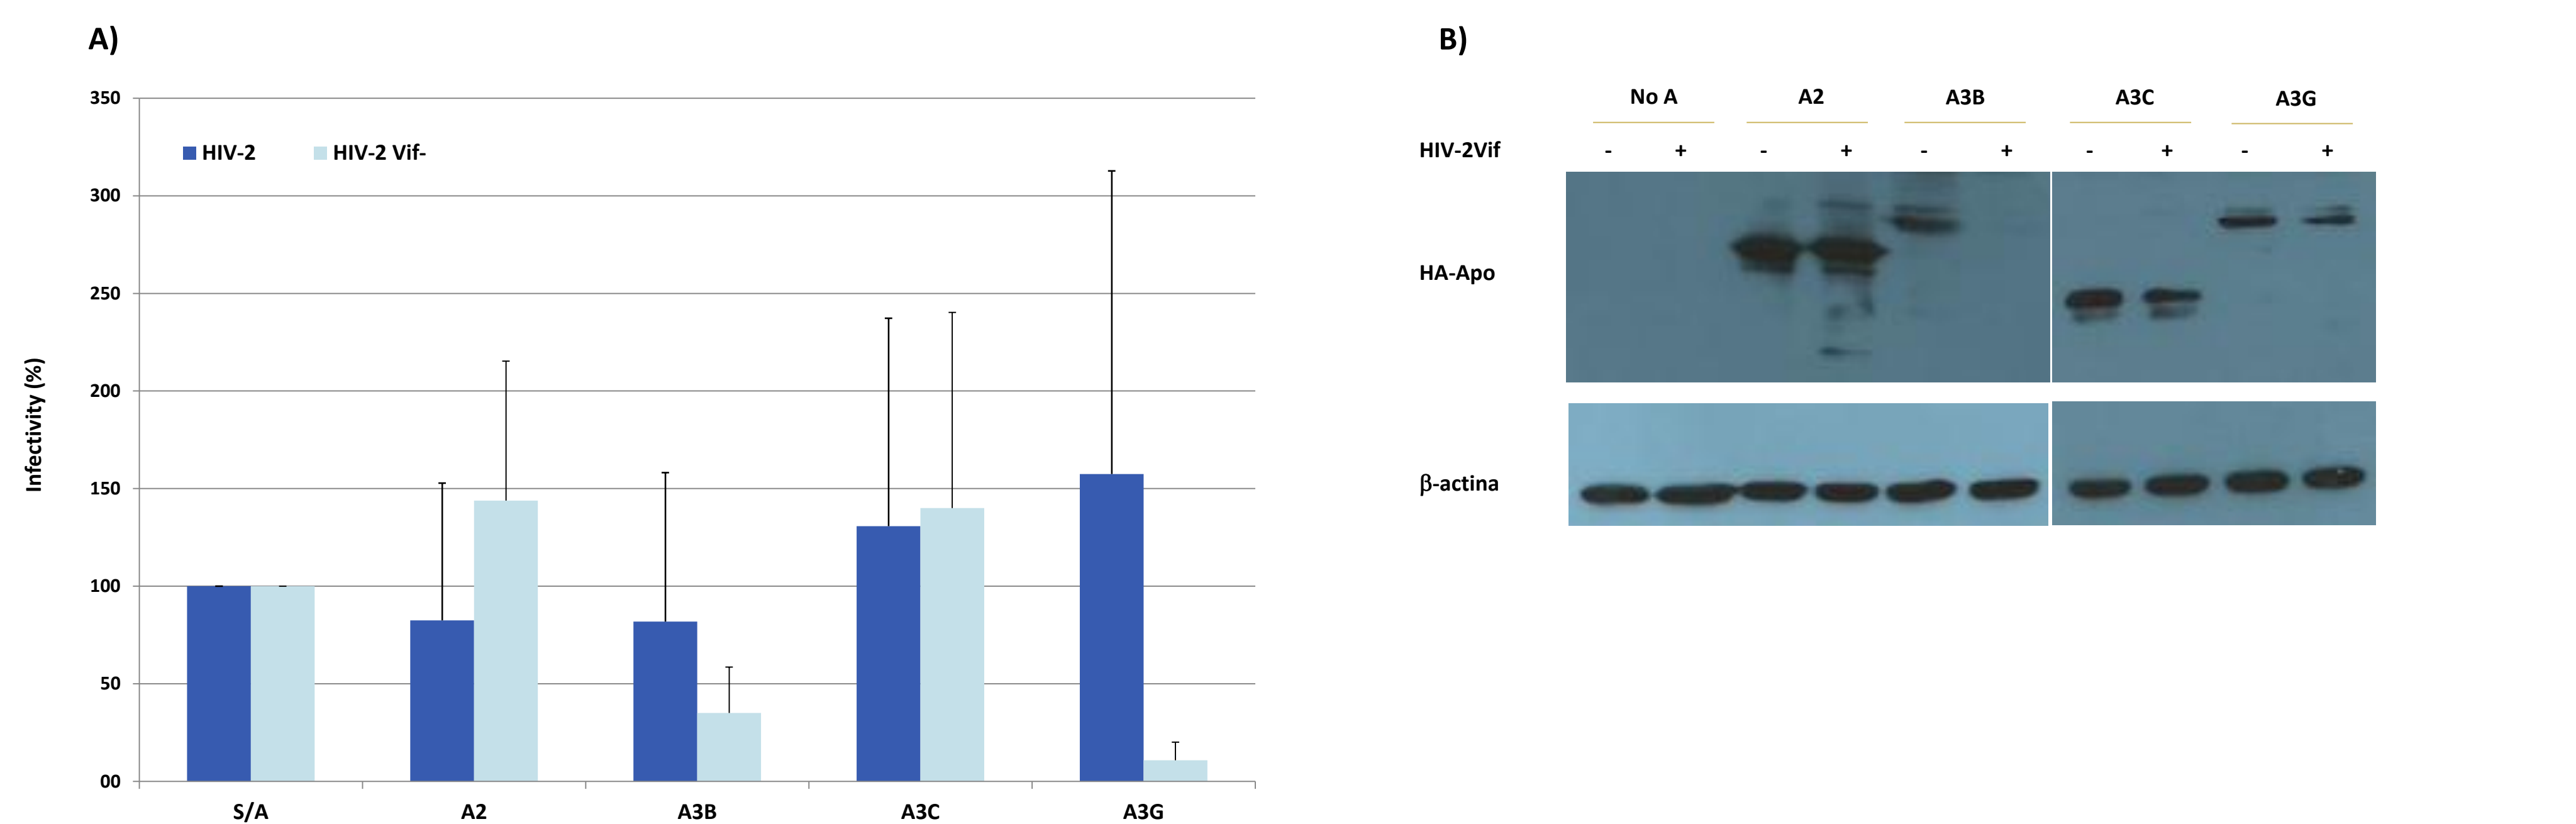 A)
350
300
250
200
150
100
50
00
Infectivity (%)
HIV-2
HIV-2 Vif-
S/A A2 A3B A3C A3G
B)
No A A2 A3B A3C A3G
HIV-2Vif - + - + - + - + - +
HA-Apo
β-actina